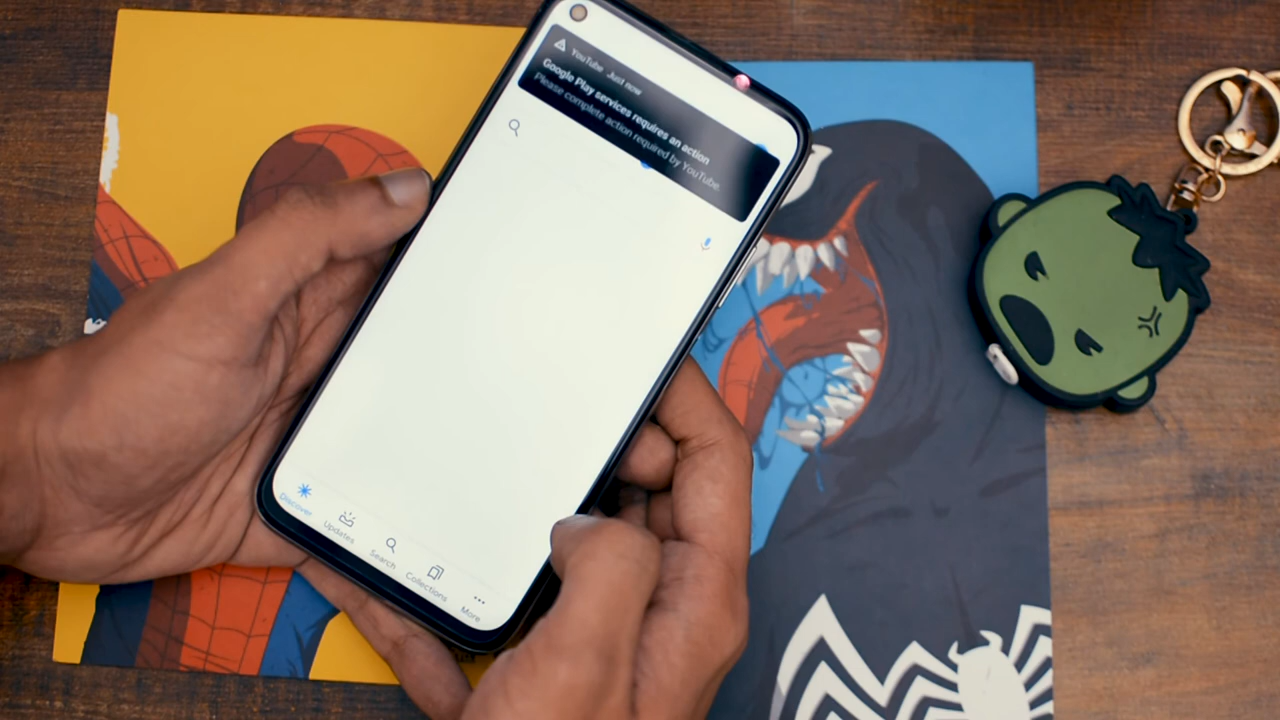 YouTube Just now
Google Play services requires an action
Please complete action required by YouTube.
Discover
Updates
Search
Collections
More